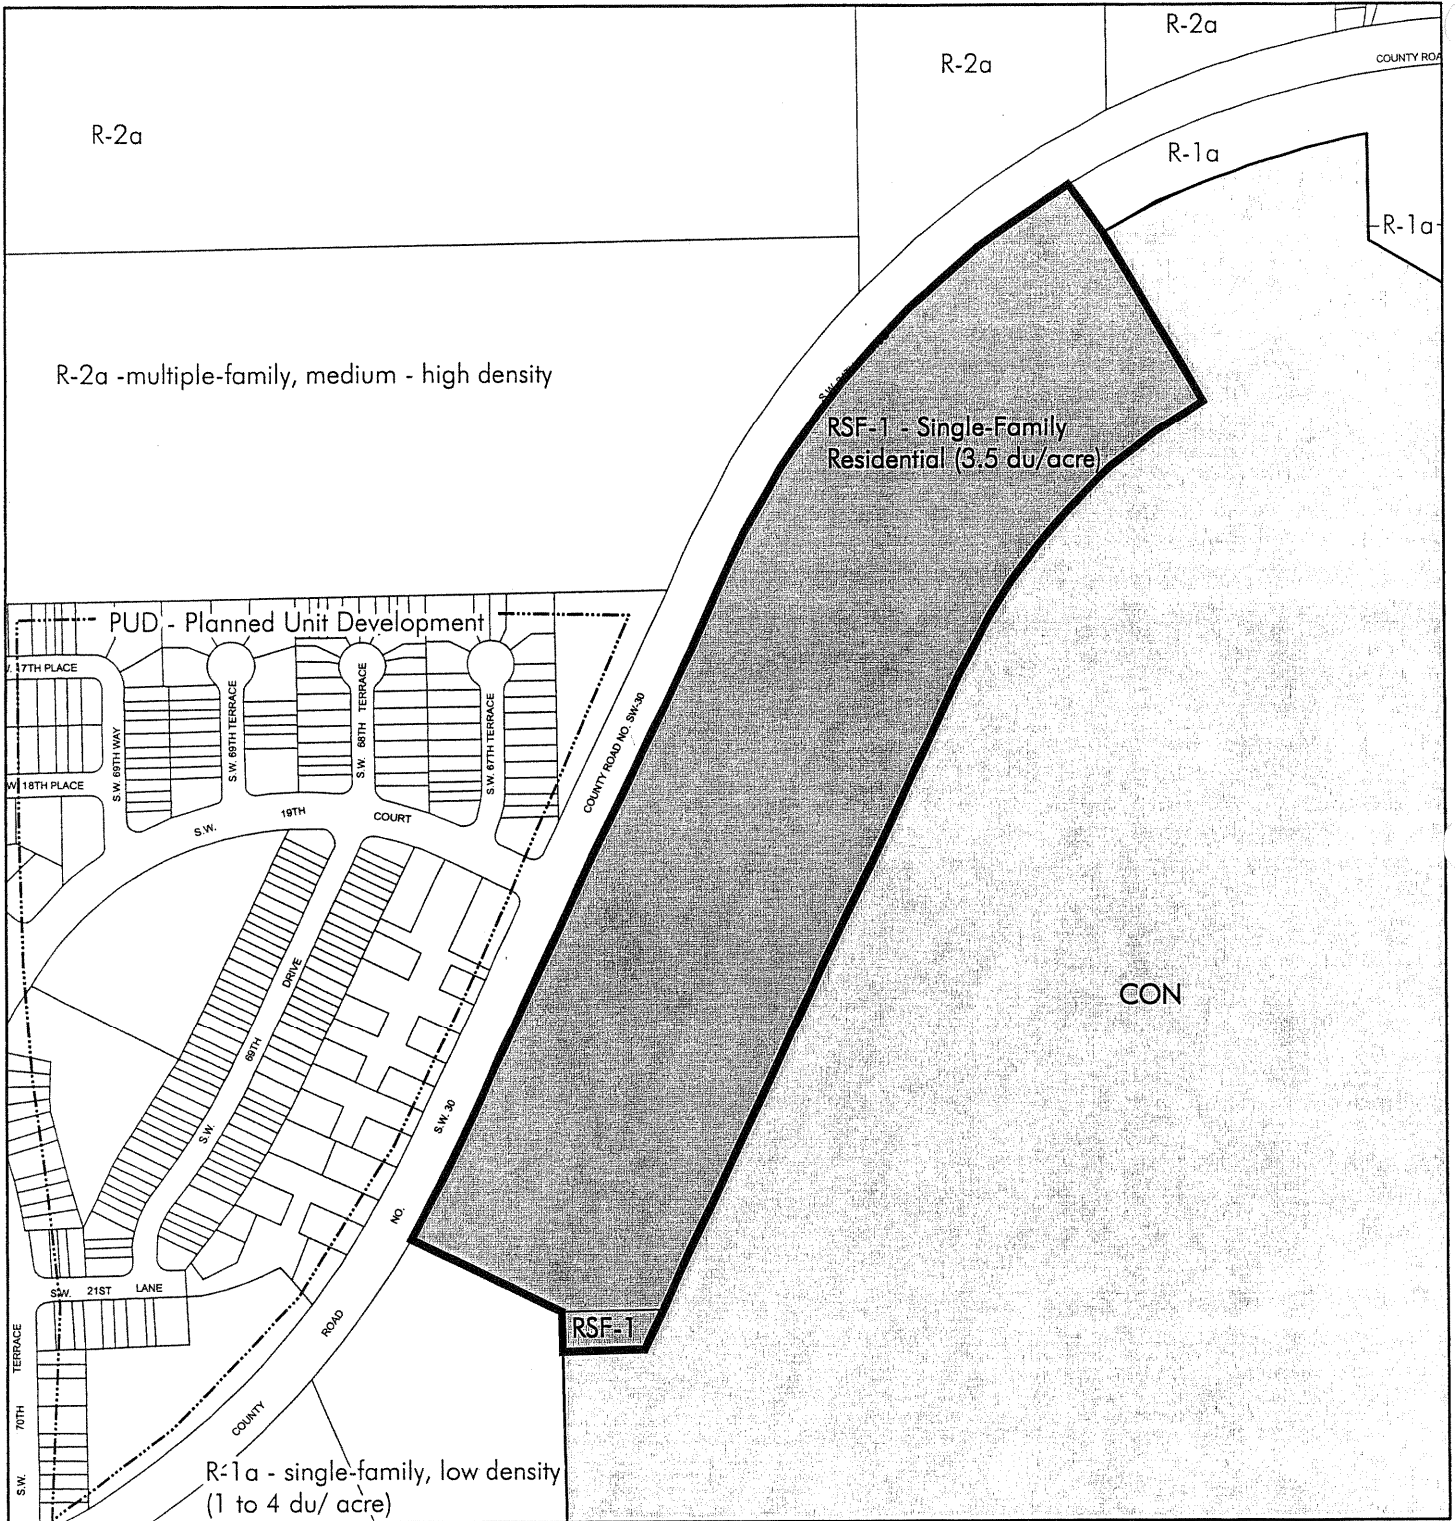 R-2a
R-2a
COUNTY ROA
R-2a
R-1a
R-1a
R-2a -multiple-family, medium - high density
S.W.
RSF-1 - Single-Family
Residential (3.5 du/acre)
PUD - Planned Unit Development
17TH PLACE
S.W. 69TH WAY
S.W. 69TH TERRACE
S.W. 68TH TERRACE
S.W. 67TH TERRACE
COUNTY ROAD NO. SW-30
W. 18TH PLACE
S.W. 19TH COURT
S.W. 69TH DRIVE
CON
COUNTY ROAD NO. S.W. 30
S.W. 21ST LANE
RSF-1
S.W. 70TH TERRACE
R-1a - single-family, low density
(1 to 4 du/ acre)